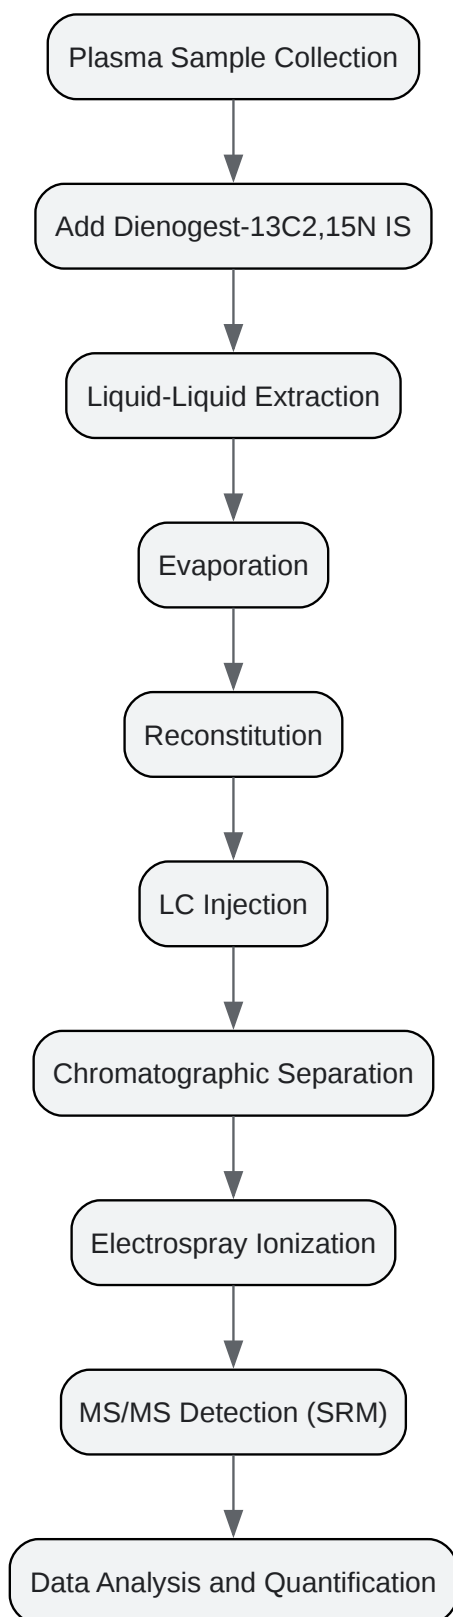 Plasma Sample Collection
Add Dienogest-13C2,15N IS
Liquid-Liquid Extraction
Evaporation
Reconstitution
LC Injection
Chromatographic Separation
Electrospray Ionization
MS/MS Detection (SRM)
Data Analysis and Quantification